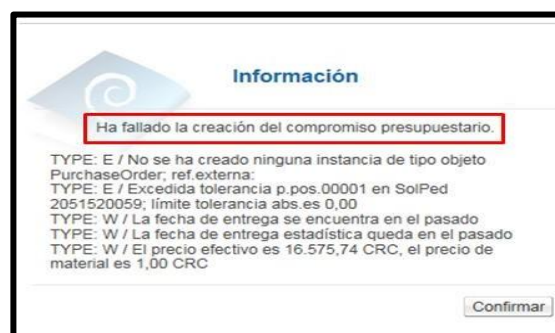 Información
Ha fallado la creación del compromiso presupuestario.
TYPE: E / No se ha creado ninguna instancia de tipo objeto
PurchaseOrder; ref.externa:
TYPE: E / Excedida tolerancia p.pos.00001 en SolPed
2051520059; límite tolerancia abs.es 0,00
TYPE: W / La fecha de entrega se encuentra en el pasado
TYPE: W / La fecha de entrega estadística queda en el pasado
TYPE: W / El precio efectivo es 16.575,74 CRC, el precio de
material es 1,00 CRC
Confirmar